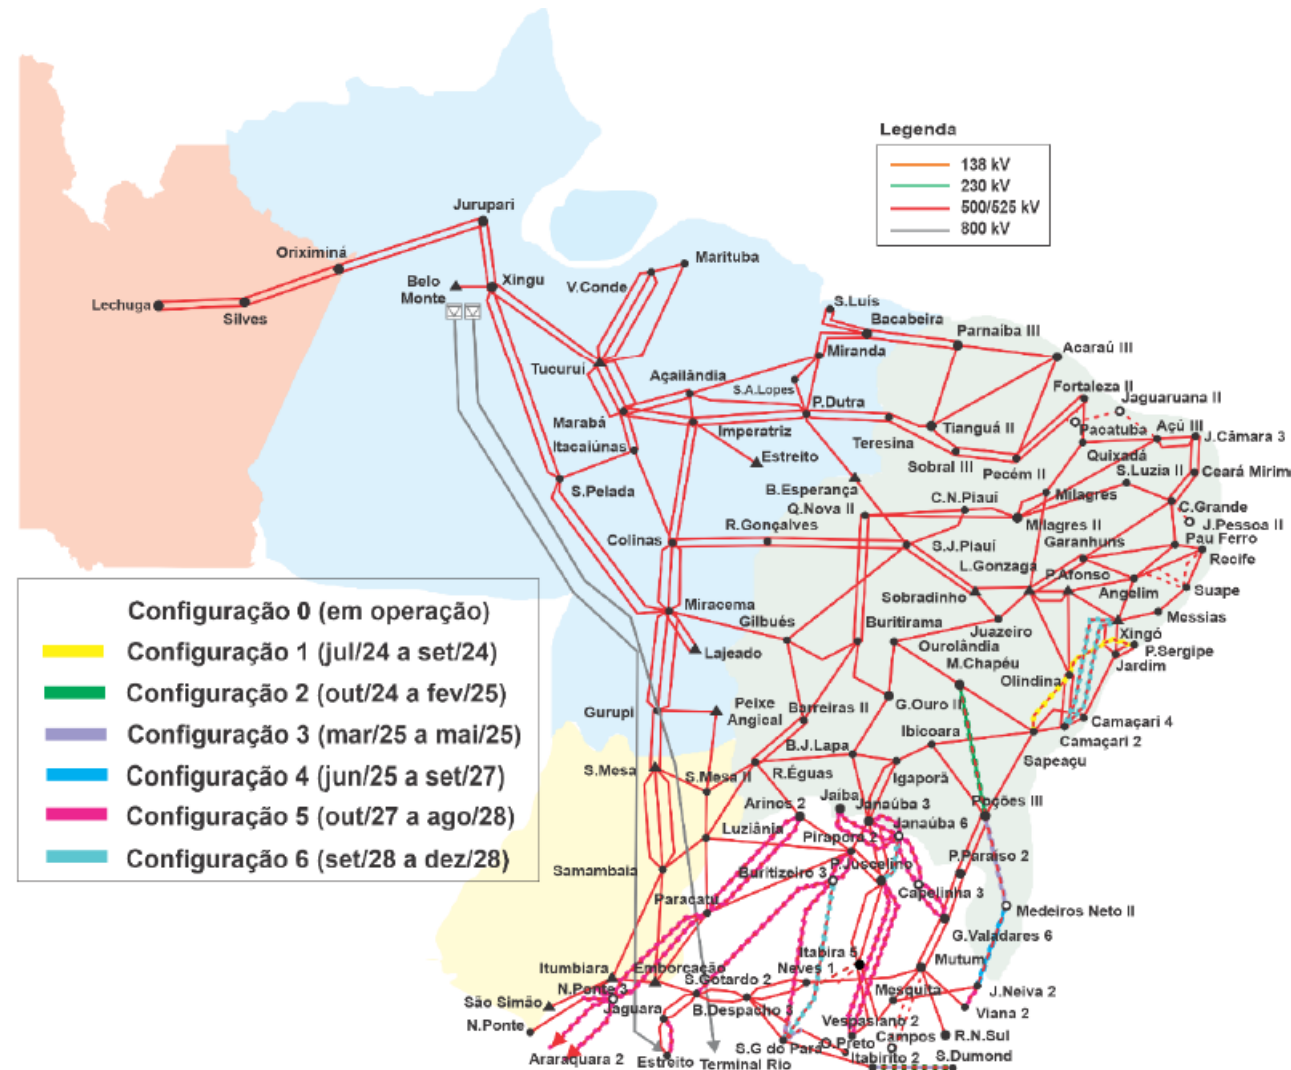 Legenda
138 kV
230 kV
500/525 kV
800 kV
Jurupari
Oriximiná
Lechuga
Silves
Belo
Monte
Xingu
V.Conde
Marituba
Tucuruí
S.Luís
Bacabeira
Parnaíba III
Acaraú III
Miranda
Açailândia
S.A.Lopes
P.Dutra
Fortaleza II
Jaguaruana II
Marabá
Imperatriz
Teresina
Tianguá II
Pacatuba
Açú III
J.Câmara 3
Itacaiúnas
Estreito
Sobral III
Pecém II
Quixadá
S.Luzia II
Ceará Mirim
S.Pelada
B.Esperança
C.N.Piauí
Milagres
Q.Nova II
Milagres II
C.Grande
J.Pessoa II
R.Gonçalves
Colinas
S.J.Piauí
Garanhuns
Pau Ferro
Recife
L.Gonzaga
P.Afonso
Angelim
Suape
Sobradinho
Miracema
Gilbués
Buritirama
Juazeiro
Messias
Lajeado
Ourolândia
Xingó
P.Sergipe
Jardim
M.Chapéu
Olindina
Gurupi
Peixe
Angical
Barreiras II
G.Ouro II
Camaçari 4
Camaçari 2
Ibicoara
Sapeaçu
S.Mesa
S.Mesa II
B.J.Lapa
R.Éguas
Igaporã
Jaíba
Arinos 2
Janaúba 3
Poções III
Janaúba 6
Luziânia
Pirapora 2
P.Juscelino
P.Paraíso 2
Samambaia
Buritizeiro 3
Capelinha 3
Paracatu
Medeiros Neto II
G.Valadares 6
Itabira 5
Mutum
Itumbiara
Emborcação
S.Gotardo 2
Neves 1
N.Ponte 3
Mesquita
J.Neiva 2
São Simão
Jaguara
B.Despacho 3
Viana 2
N.Ponte
Vespasiano 2
Campos
R.N.Sul
O.Preto
S.G do Pará
Itabirito 2
S.Dumond
Araraquara 2
Estreito
Terminal Rio
Configuração 0 (em operação)
Configuração 1 (jul/24 a set/24)
Configuração 2 (out/24 a fev/25)
Configuração 3 (mar/25 a mai/25)
Configuração 4 (jun/25 a set/27)
Configuração 5 (out/27 a ago/28)
Configuração 6 (set/28 a dez/28)